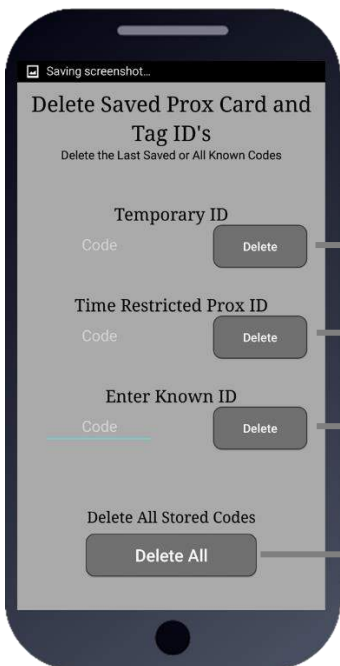 Saving screenshot...
Delete Saved Prox Card and
Tag ID's
Delete the Last Saved or All Known Codes
Temporary ID
Code
Delete
Time Restricted Prox ID
Code
Delete
Enter Known ID
Code
Delete
Delete All Stored Codes
Delete All